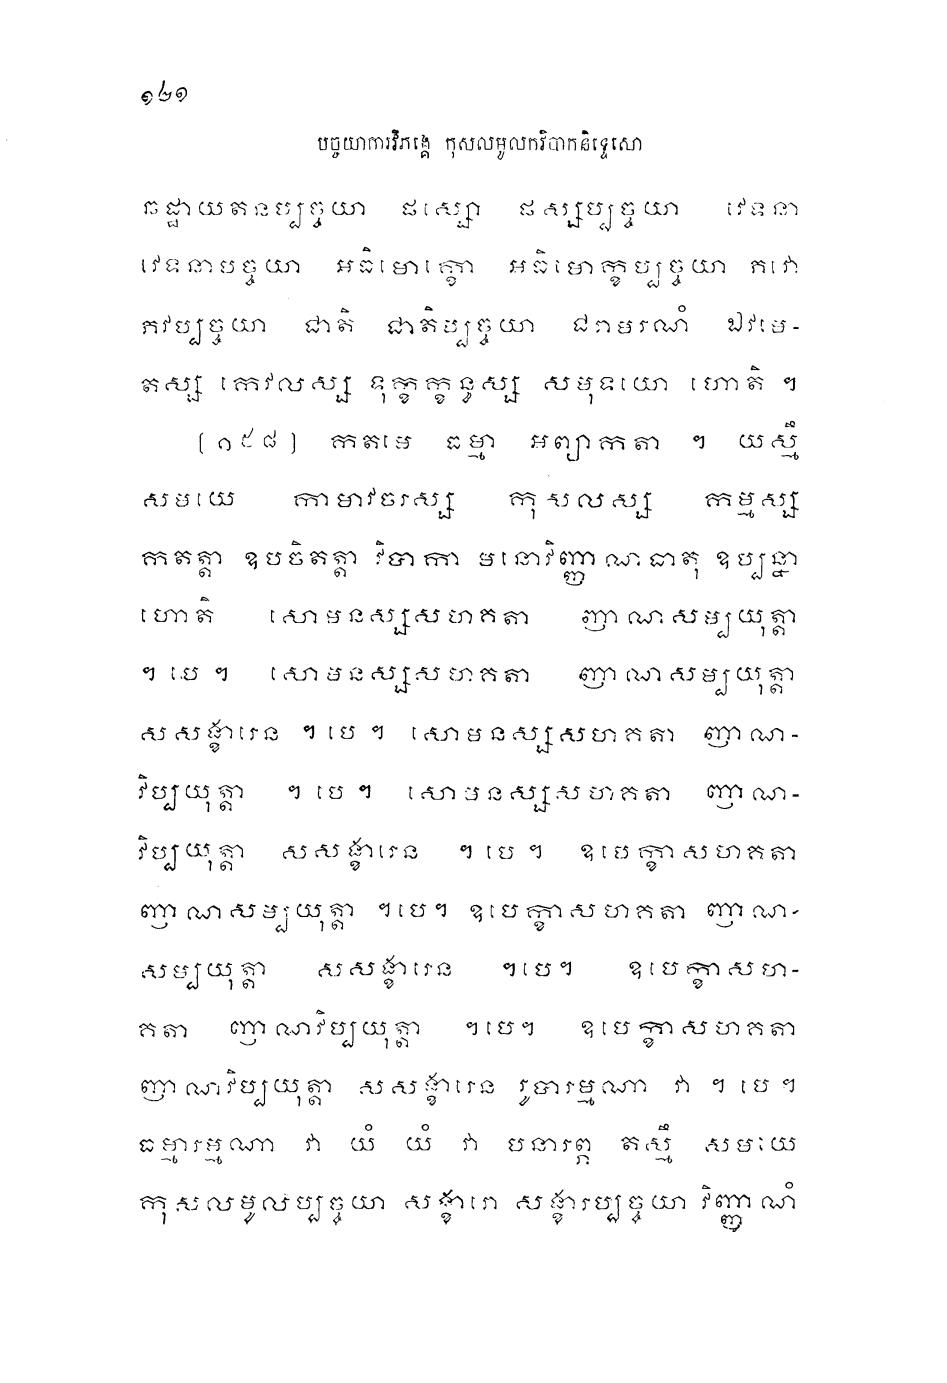 ១២១
បច្ចយាការវិភង្គេ កុសលមូលកវិបាកនិទ្ទេសោ
ឆដ្ឋាយតនប្បច្ចយា ផស្សោ ផស្សប្បច្ចយា វេទនា
វេទនាបច្ចយា អធិមោក្ខោ អធិមោក្ខប្បច្ចយា ភវោ
ភវប្បច្ចយា ជាតិ ជាតិប្បច្ចយា ជរាមរណំ ឯវមេ-
តស្ស កេវលស្ស ទុក្ខក្ខន្ធស្ស សមុទយោ ហោតិ ។
(១៥៨) កតមេ ធម្មា អព្យាកតា ។ យស្មឹ
សមយេ កាមាវចរស្ស កុសលស្ស កម្មស្ស
កតត្តា ឧបចិតត្តា វិបាកា មនោវិញ្ញាណធាតុ ឧប្បន្នា
ហោតិ សោមនស្សសហគតា ញាណសម្បយុត្តា
។ បេ ។ សោមនស្សសហគតា ញាណសម្បយុត្តា
សសង្ខារេន ។ បេ ។ សោមនស្សសហគតា ញាណ-
វិប្បយុត្តា ។ បេ ។ សោមនស្សសហគតា ញាណ-
វិប្បយុត្តា សសង្ខារេន ។ បេ ។ ឧបេក្ខាសហគតា
ញាណសម្បយុត្តា ។ បេ ។ ឧបេក្ខាសហគតា ញាណ-
សម្បយុត្តា សសង្ខារេន ។ បេ ។ ឧបេក្ខាសហ-
គតា ញាណវិប្បយុត្តា ។ បេ ។ ឧបេក្ខាសហគតា
ញាណវិប្បយុត្តា សសង្ខារេន រូបារម្មណា វា ។ បេ ។
ធម្មារម្មណា វា យំ យំ វា បនារព្ភ តស្មឹ សមយេ
កុសលមូលប្បច្ចយា សង្ខារោ សង្ខារប្បច្ចយា វិញ្ញាណំ